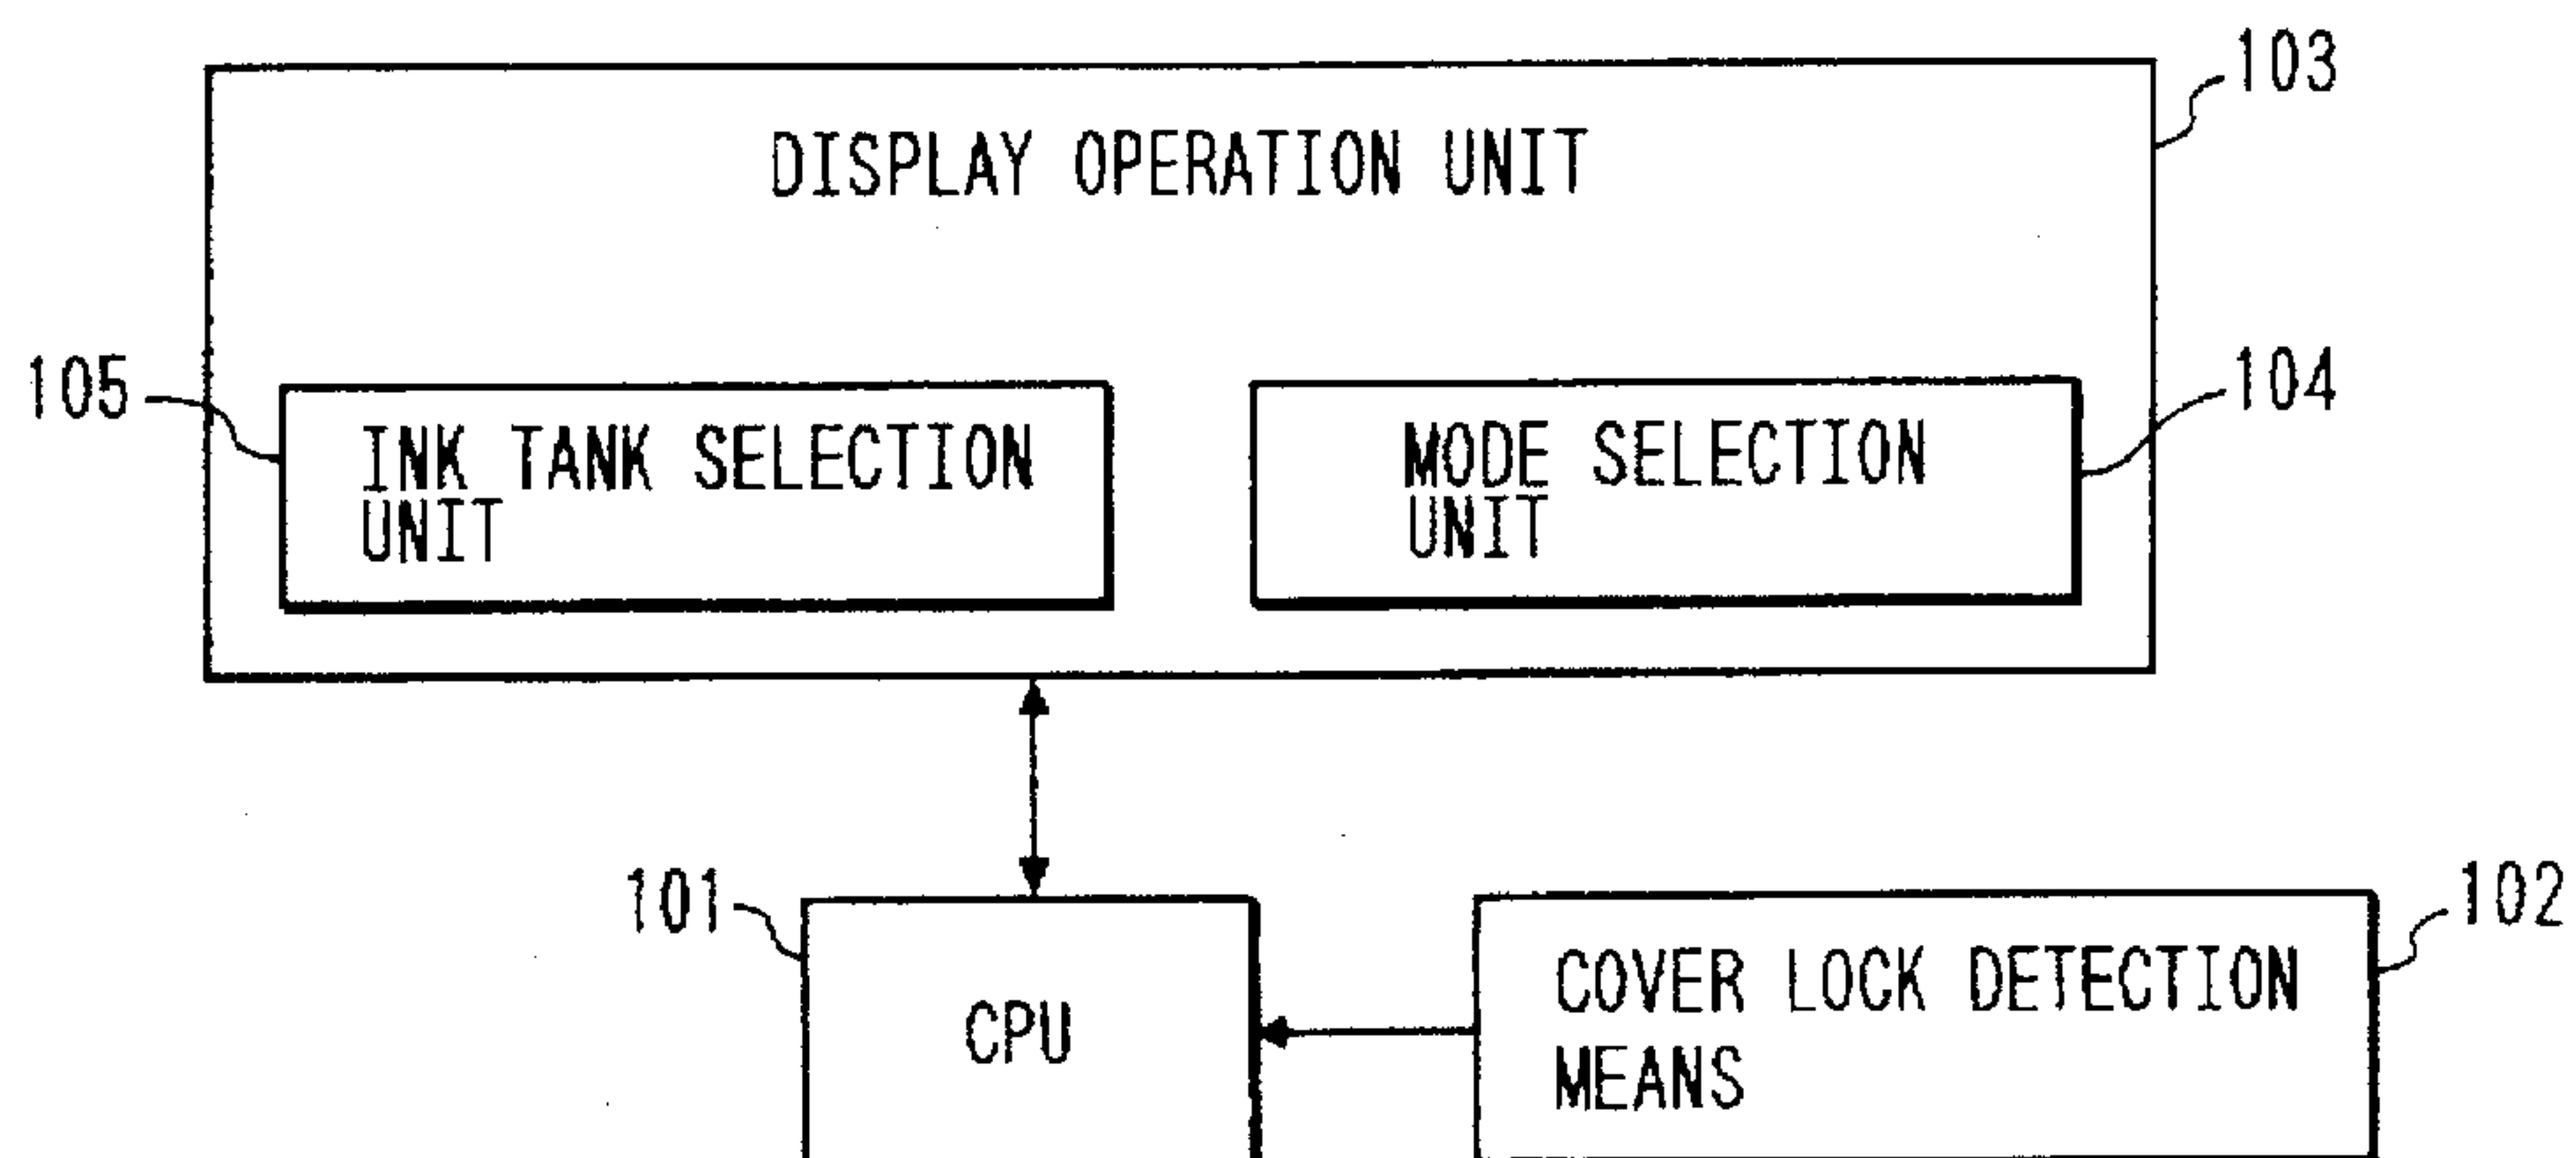 103
DISPLAY OPERATION UNIT
105
INK TANK SELECTION
UNIT
MODE SELECTION
UNIT
104
101
CPU
COVER LOCK DETECTION
MEANS
102